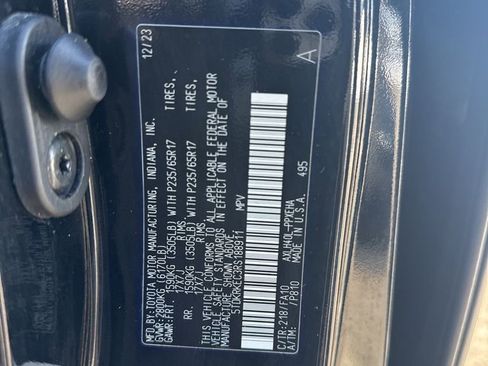 MFD.BY:TOYOTA MOTOR MANUFACTURING, INDIANA, INC. 12/23
GVWR:2800KG (6170LB)
GAWR:FRT. 1590KG (3505LB) WITH P235/65R17 TIRES,
17X7J RIMS,
RR. 1590KG (3505LB) WITH P235/65R17 TIRES,
17X7J RIMS,
THIS VEHICLE CONFORMS TO ALL APPLICABLE FEDERAL MOTOR
VEHICLE SAFETY STANDARDS IN EFFECT ON THE DATE OF
MANUFACTURE SHOWN ABOVE.
MPV
A
495
C/TR:218/FA10 AXLH40L-PPXEHA
A/TM: /P810 MADE IN U.S.A.